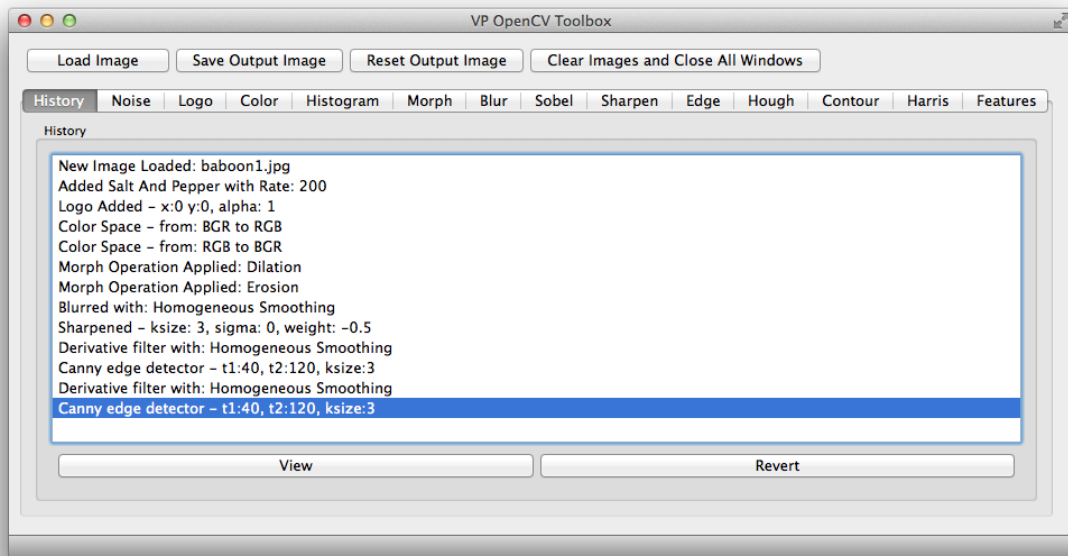 VP OpenCV Toolbox
Load Image Save Output Image Reset Output Image Clear Images and Close All Windows
History Noise Logo Color Histogram Morph Blur Sobel Sharpen Edge Hough Contour Harris Features
History
New Image Loaded: baboon1.jpg
Added Salt And Pepper with Rate: 200
Logo Added – x:0 y:0, alpha: 1
Color Space – from: BGR to RGB
Color Space – from: RGB to BGR
Morph Operation Applied: Dilation
Morph Operation Applied: Erosion
Blurred with: Homogeneous Smoothing
Sharpened – ksize: 3, sigma: 0, weight: -0.5
Derivative filter with: Homogeneous Smoothing
Canny edge detector – t1:40, t2:120, ksize:3
Derivative filter with: Homogeneous Smoothing
Canny edge detector – t1:40, t2:120, ksize:3
View Revert